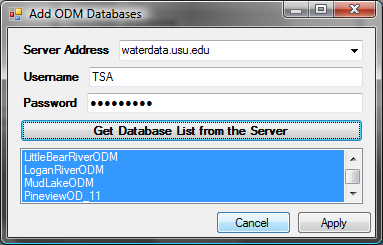 Add ODM Databases
Server Address waterdata.usu.edu
Username TSA
Password ●●●●●●●●●
Get Database List from the Server
LittleBearRiverODM
LoganRiverODM
MudLakeODM
PineviewOD_11
Cancel Apply